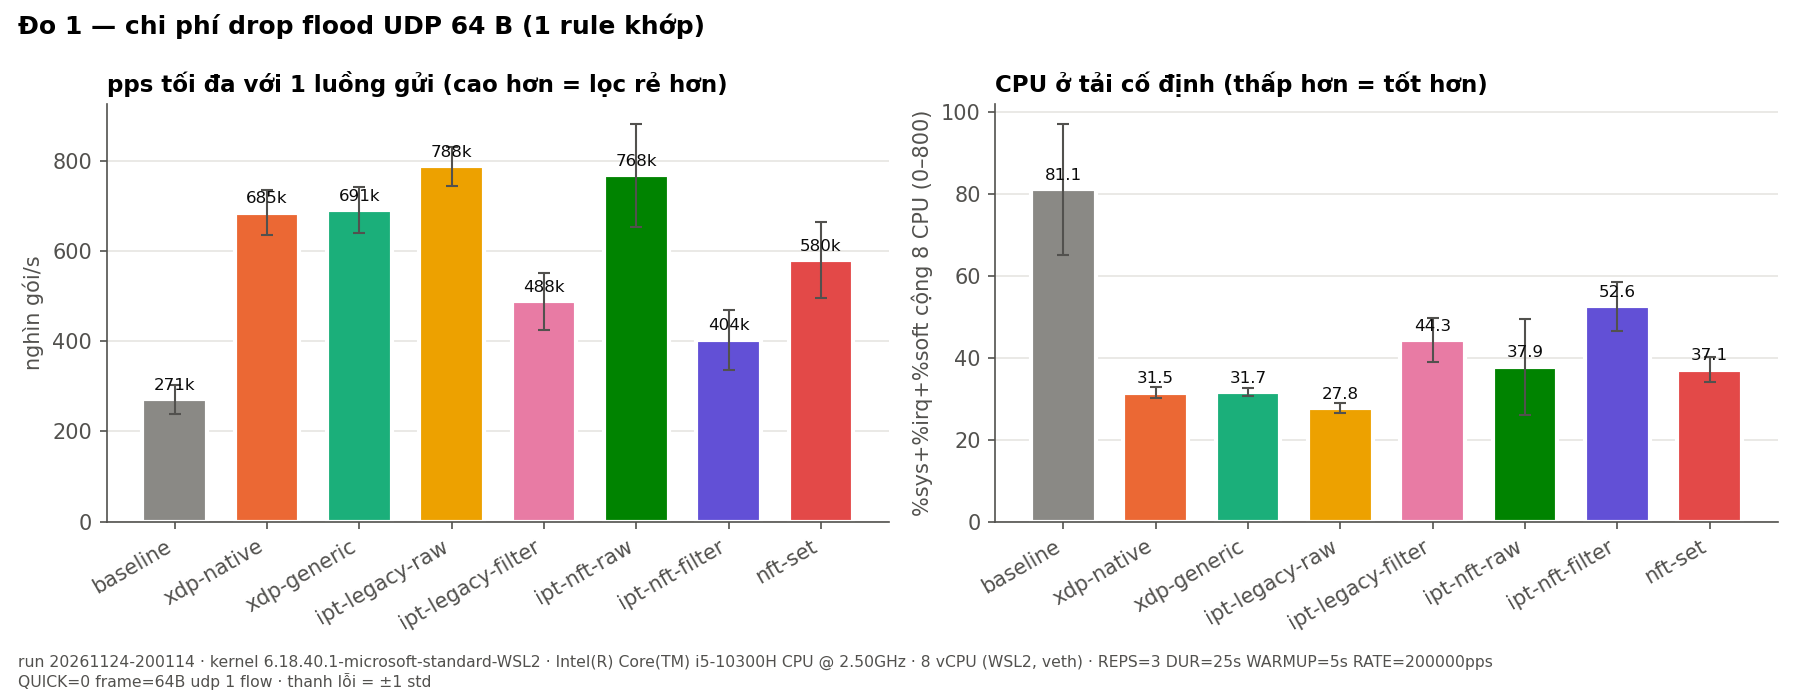 Đo 1 — chi phí drop flood UDP 64 B (1 rule khớp)
pps tối đa với 1 luồng gửi (cao hơn = lọc rẻ hơn)
nghìn gói/s
800
600
400
200
0
271k
685k
691k
788k
488k
768k
404k
580k
baseline
xdp-native
xdp-generic
ipt-legacy-raw
ipt-legacy-filter
ipt-nft-raw
ipt-nft-filter
nft-set
CPU ở tải cố định (thấp hơn = tốt hơn)
%sys+%irq+%soft cộng 8 CPU (0–800)
100
80
60
40
20
0
81.1
31.5
31.7
27.8
44.3
37.9
52.6
37.1
baseline
xdp-native
xdp-generic
ipt-legacy-raw
ipt-legacy-filter
ipt-nft-raw
ipt-nft-filter
nft-set
run 20261124-200114 · kernel 6.18.40.1-microsoft-standard-WSL2 · Intel(R) Core(TM) i5-10300H CPU @ 2.50GHz · 8 vCPU (WSL2, veth) · REPS=3 DUR=25s WARMUP=5s RATE=200000pps
QUICK=0 frame=64B udp 1 flow · thanh lỗi = ±1 std